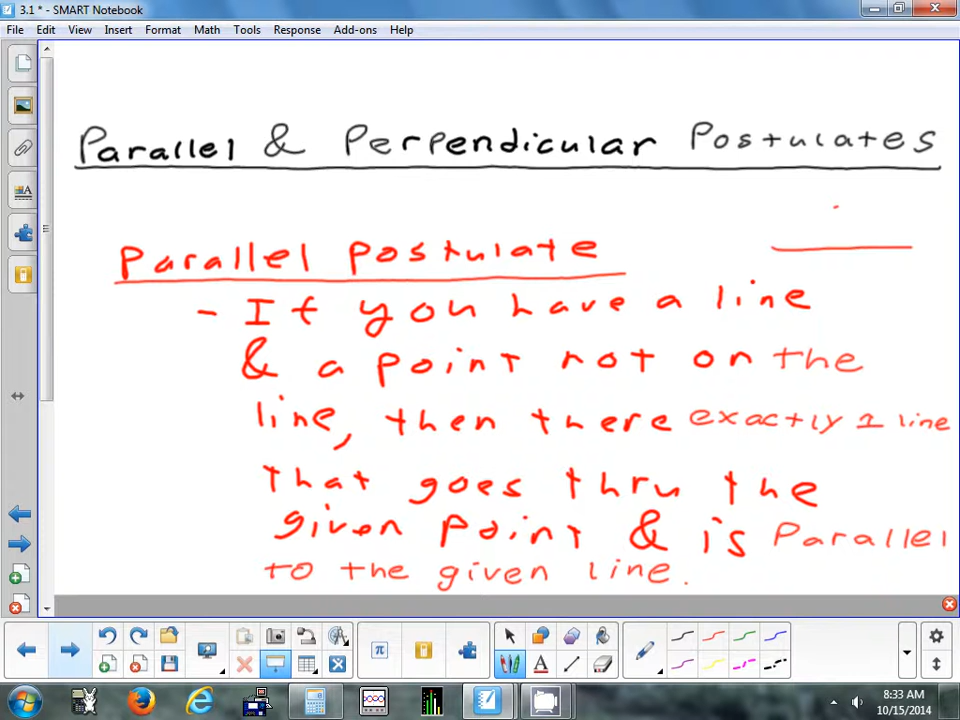 3.1 * - SMART Notebook
File Edit View Insert Format Math Tools Response Add-ons Help
Parallel & Perpendicular Postulates
Parallel postulate
- If you have a line
& a point not on the
line, then there exactly 1 line
that goes thru the
given point & is Parallel
to the given line.
8:33 AM
10/15/2014